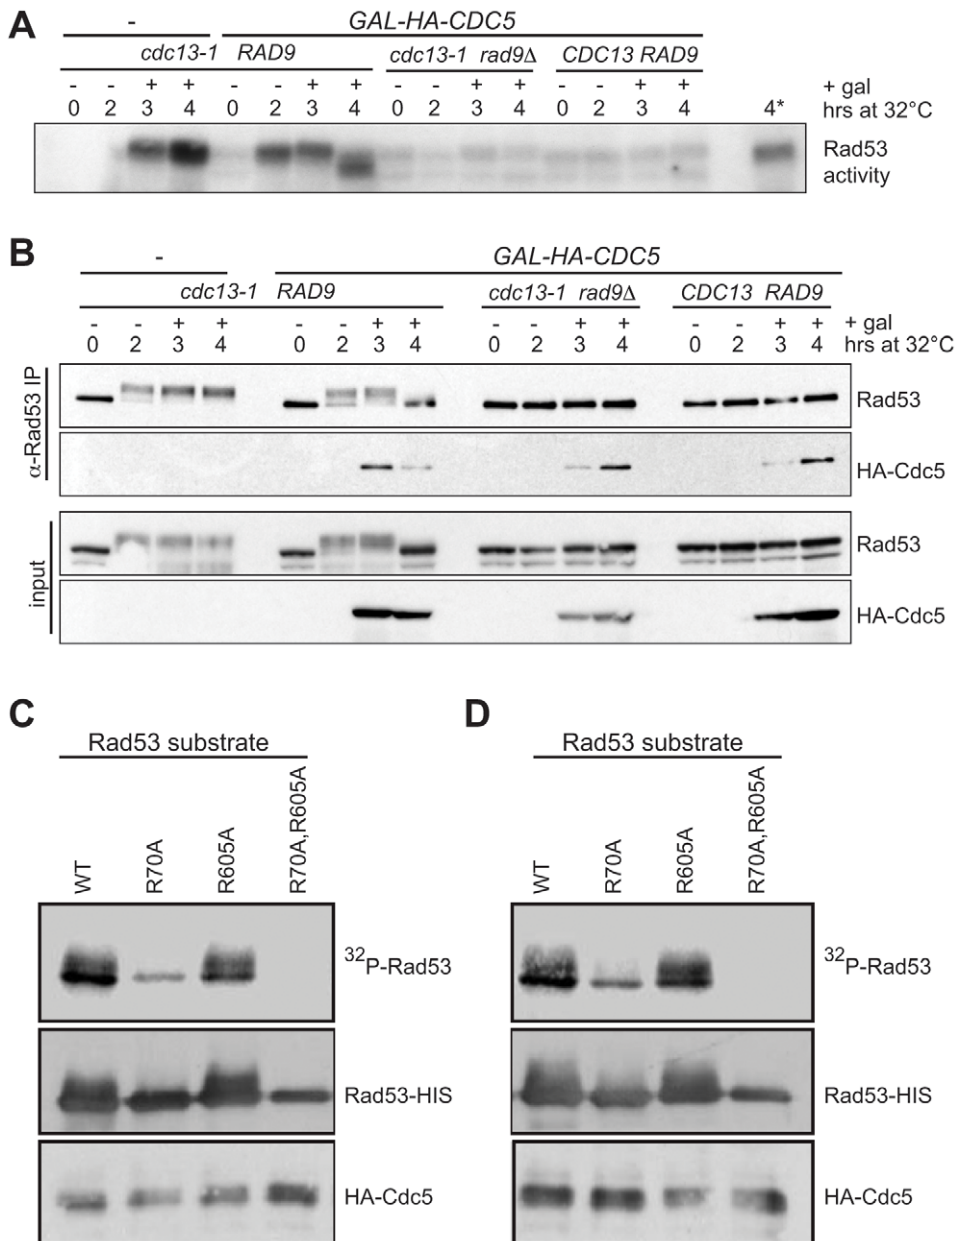 A
- GAL-HA-CDC5
cdc13-1 RAD9 cdc13-1 rad9Δ CDC13 RAD9
+ + + + + + + + + gal
0 2 3 4 0 2 3 4 0 2 3 4 0 2 3 4 4* hrs at 32°C
Rad53
activity
B
- GAL-HA-CDC5
cdc13-1 RAD9 cdc13-1 rad9Δ CDC13 RAD9
- - + + - - + + - - + + - - + + + gal
0 2 3 4 0 2 3 4 0 2 3 4 0 2 3 4 hrs at 32°C
α-Rad53 IP
Rad53
HA-Cdc5
input
Rad53
HA-Cdc5
C
Rad53 substrate
WT R70A R605A R70A,R605A
32P-Rad53
Rad53-HIS
HA-Cdc5
D
Rad53 substrate
WT R70A R605A R70A,R605A
32P-Rad53
Rad53-HIS
HA-Cdc5